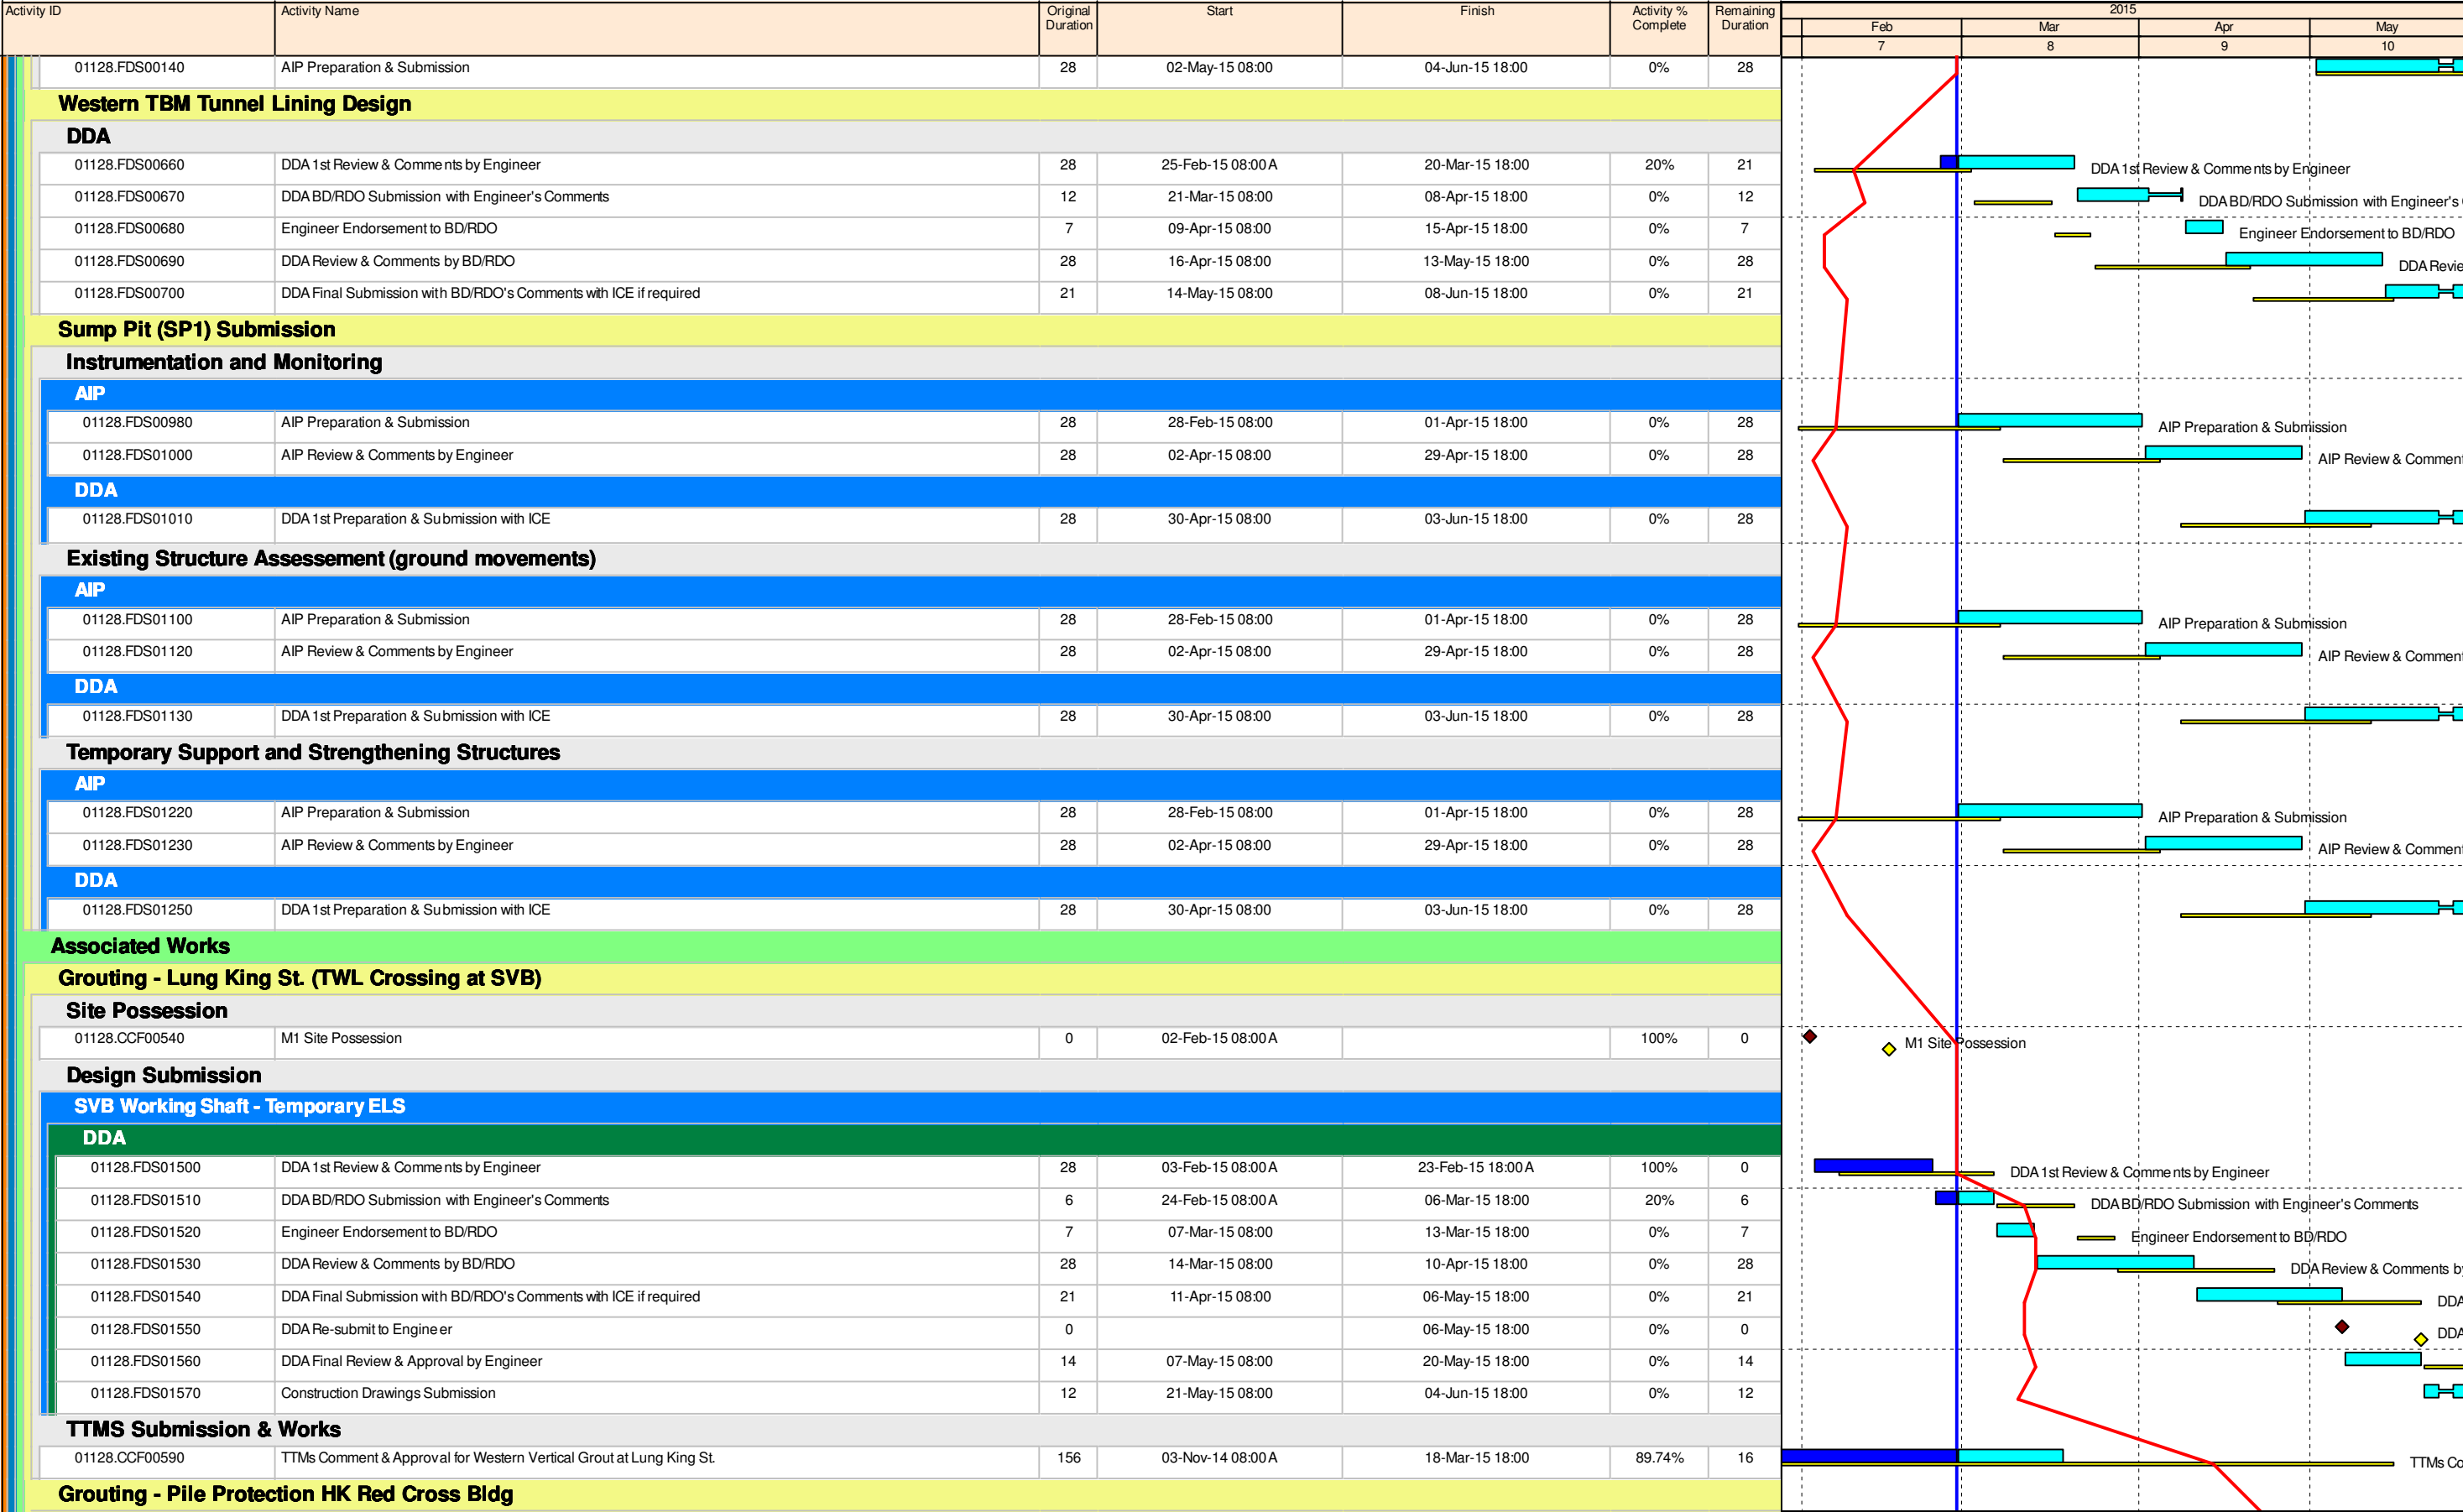 Activity ID Activity Name Original Duration Start Finish Activity % Complete Remaining Duration 2015
Feb Mar Apr May
7 8 9 10
01128.FDS00140 AIP Preparation & Submission 28 02-May-15 08:00 04-Jun-15 18:00 0% 28
Western TBM Tunnel Lining Design
DDA
01128.FDS00660 DDA 1st Review & Comments by Engineer 28 25-Feb-15 08:00 A 20-Mar-15 18:00 20% 21 DDA 1st Review & Comments by Engineer
01128.FDS00670 DDA BD/RDO Submission with Engineer's Comments 12 21-Mar-15 08:00 08-Apr-15 18:00 0% 12 DDA BD/RDO Submission with Engineer's
01128.FDS00680 Engineer Endorsement to BD/RDO 7 09-Apr-15 08:00 15-Apr-15 18:00 0% 7 Engineer Endorsement to BD/RDO
01128.FDS00690 DDA Review & Comments by BD/RDO 28 16-Apr-15 08:00 13-May-15 18:00 0% 28 DDA Revie
01128.FDS00700 DDA Final Submission with BD/RDO's Comments with ICE if required 21 14-May-15 08:00 08-Jun-15 18:00 0% 21
Sump Pit (SP1) Submission
Instrumentation and Monitoring
AIP
01128.FDS00980 AIP Preparation & Submission 28 28-Feb-15 08:00 01-Apr-15 18:00 0% 28 AIP Preparation & Submission
01128.FDS01000 AIP Review & Comments by Engineer 28 02-Apr-15 08:00 29-Apr-15 18:00 0% 28 AIP Review & Comment
DDA
01128.FDS01010 DDA 1st Preparation & Submission with ICE 28 30-Apr-15 08:00 03-Jun-15 18:00 0% 28
Existing Structure Assessement (ground movements)
AIP
01128.FDS01100 AIP Preparation & Submission 28 28-Feb-15 08:00 01-Apr-15 18:00 0% 28 AIP Preparation & Submission
01128.FDS01120 AIP Review & Comments by Engineer 28 02-Apr-15 08:00 29-Apr-15 18:00 0% 28 AIP Review & Comment
DDA
01128.FDS01130 DDA 1st Preparation & Submission with ICE 28 30-Apr-15 08:00 03-Jun-15 18:00 0% 28
Temporary Support and Strengthening Structures
AIP
01128.FDS01220 AIP Preparation & Submission 28 28-Feb-15 08:00 01-Apr-15 18:00 0% 28 AIP Preparation & Submission
01128.FDS01230 AIP Review & Comments by Engineer 28 02-Apr-15 08:00 29-Apr-15 18:00 0% 28 AIP Review & Comment
DDA
01128.FDS01250 DDA 1st Preparation & Submission with ICE 28 30-Apr-15 08:00 03-Jun-15 18:00 0% 28
Associated Works
Grouting - Lung King St. (TWL Crossing at SVB)
Site Possession
01128.CCF00540 M1 Site Possession 0 02-Feb-15 08:00 A 100% 0 M1 Site Possession
Design Submission
SVB Working Shaft - Temporary ELS
DDA
01128.FDS01500 DDA 1st Review & Comments by Engineer 28 03-Feb-15 08:00 A 23-Feb-15 18:00 A 100% 0 DDA 1st Review & Comments by Engineer
01128.FDS01510 DDA BD/RDO Submission with Engineer's Comments 6 24-Feb-15 08:00 A 06-Mar-15 18:00 20% 6 DDA BD/RDO Submission with Engineer's Comments
01128.FDS01520 Engineer Endorsement to BD/RDO 7 07-Mar-15 08:00 13-Mar-15 18:00 0% 7 Engineer Endorsement to BD/RDO
01128.FDS01530 DDA Review & Comments by BD/RDO 28 14-Mar-15 08:00 10-Apr-15 18:00 0% 28 DDA Review & Comments b
01128.FDS01540 DDA Final Submission with BD/RDO's Comments with ICE if required 21 11-Apr-15 08:00 06-May-15 18:00 0% 21 DDA
01128.FDS01550 DDA Re-submit to Engineer 0 06-May-15 18:00 0% 0 DDA
01128.FDS01560 DDA Final Review & Approval by Engineer 14 07-May-15 08:00 20-May-15 18:00 0% 14
01128.FDS01570 Construction Drawings Submission 12 21-May-15 08:00 04-Jun-15 18:00 0% 12
TTMS Submission & Works
01128.CCF00590 TTMs Comment & Approval for Western Vertical Grout at Lung King St. 156 03-Nov-14 08:00 A 18-Mar-15 18:00 89.74% 16 TTMs Co
Grouting - Pile Protection HK Red Cross Bldg